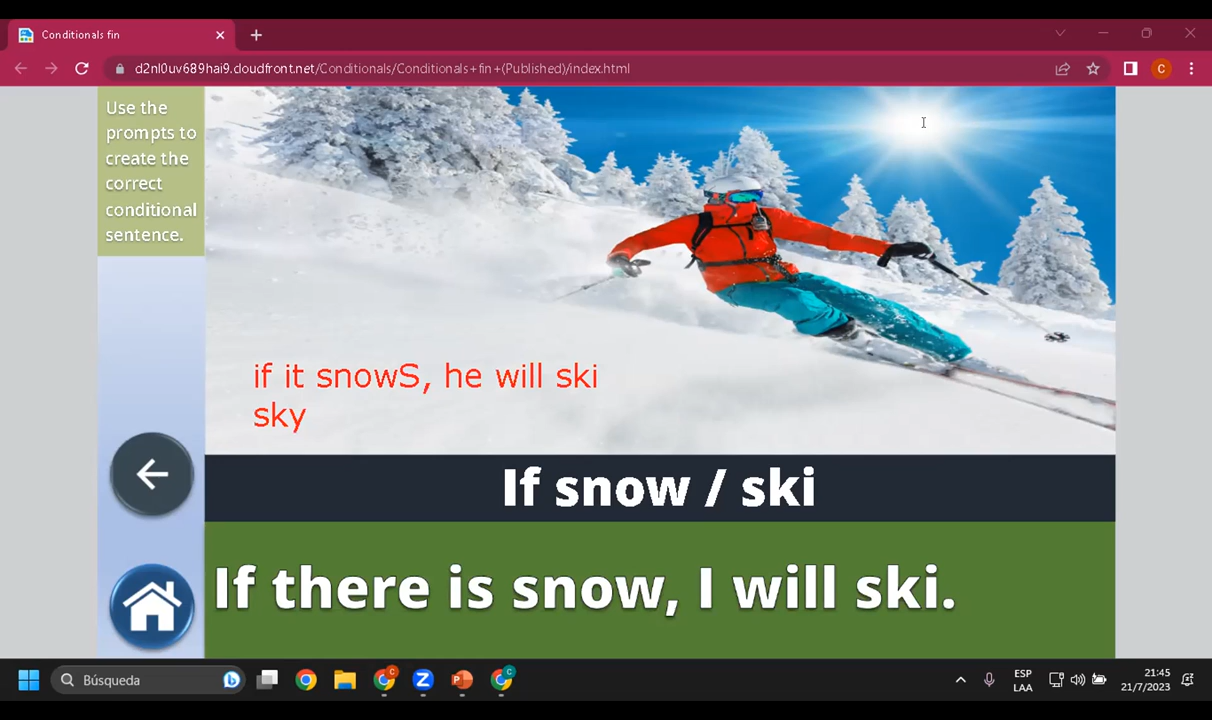 Conditionals fin
d2nl0uv689hai9.cloudfront.net/Conditionals/Conditionals+fin+(Published)/index.html
C
Use the
prompts to
create the
correct
conditional
sentence.
if it snowS, he will ski
sky
If snow / ski
If there is snow, I will ski.
Búsqueda
ESP
LAA
21:45
21/7/2023